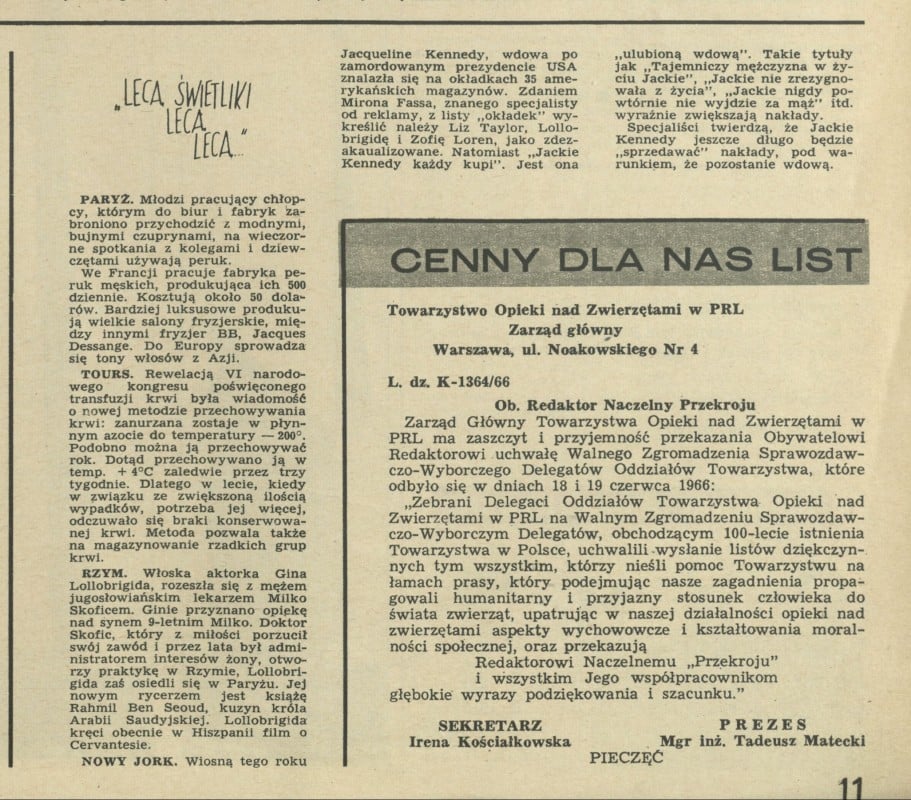 „LECĄ ŚWIETLIKI
LECĄ
LECĄ...”
PARYŻ. Młodzi pracujący chłop-
cy, którym do biur i fabryk za-
broniono przychodzić z modnymi,
bujnymi czuprynami, na wieczor-
ne spotkania z kolegami i dziew-
czętami używają peruk.
We Francji pracuje fabryka pe-
ruk męskich, produkująca ich 500
dziennie. Kosztują około 50 dola-
rów. Bardziej luksusowe produku-
ją wielkie salony fryzjerskie, mię-
dzy innymi fryzjer BB, Jacques
Dessange. Do Europy sprowadza
się tony włosów z Azji.
TOURS. Rewelacją VI narodo-
wego kongresu poświęconego
transfuzji krwi była wiadomość
o nowej metodzie przechowywania
krwi: zanurzana zostaje w płyn-
nym azocie do temperatury — 200°.
Podobno można ją przechowywać
rok. Dotąd przechowywano ją w
temp. + 4°C zaledwie przez trzy
tygodnie. Dlatego w lecie, kiedy
w związku ze zwiększoną ilością
wypadków, potrzeba jej więcej,
odczuwało się braki konserwowa-
nej krwi. Metoda pozwala także
na magazynowanie rzadkich grup
krwi.
RZYM. Włoska aktorka Gina
Lollobrigida, rozeszła się z mężem
jugosłowiańskim lekarzem Milko
Skoficem. Ginie przyznano opiekę
nad synem 9-letnim Milko. Doktor
Skofic, który z miłości porzucił
swój zawód i przez lata był admi-
nistratorem interesów żony, otwo-
rzy praktykę w Rzymie, Lollobri-
gida zaś osiedli się w Paryżu. Jej
nowym rycerzem jest książę
Rahmil Ben Seoud, kuzyn króla
Arabii Saudyjskiej. Lollobrigida
kręci obecnie w Hiszpanii film o
Cervantesie.
NOWY JORK. Wiosną tego roku
Jacqueline Kennedy, wdowa po
zamordowanym prezydencie USA
znalazła się na okładkach 35 ame-
rykańskich magazynów. Zdaniem
Mirona Fassa, znanego specjalisty
od reklamy, z listy „okładek” wy-
kreślić należy Liz Taylor, Lollo-
brigidę i Zofię Loren, jako zdez-
akaualizowane. Natomiast „Jackie
Kennedy każdy kupi”. Jest ona
„ulubioną wdową”. Takie tytuły
jak „Tajemniczy mężczyzna w ży-
ciu Jackie”, „Jackie nie zrezygno-
wała z życia”, „Jackie nigdy po-
wtórnie nie wyjdzie za mąż” itd.
wyraźnie zwiększają nakłady.
Specjaliści twierdzą, że Jackie
Kennedy jeszcze długo będzie
„sprzedawać” nakłady, pod wa-
runkiem, że pozostanie wdową.
CENNY DLA NAS LIST
Towarzystwo Opieki nad Zwierzętami w PRL
Zarząd główny
Warszawa, ul. Noakowskiego Nr 4
L. dz. K-1364/66
Ob. Redaktor Naczelny Przekroju
Zarząd Główny Towarzystwa Opieki nad Zwierzętami w
PRL ma zaszczyt i przyjemność przekazania Obywatelowi
Redaktorowi uchwałę Walnego Zgromadzenia Sprawozdaw-
czo-Wyborczego Delegatów Oddziałów Towarzystwa, które
odbyło się w dniach 18 i 19 czerwca 1966:
„Zebrani Delegaci Oddziałów Towarzystwa Opieki nad
Zwierzętami w PRL na Walnym Zgromadzeniu Sprawozdaw-
czo-Wyborczym Delegatów, obchodzącym 100-lecie istnienia
Towarzystwa w Polsce, uchwalili wysłanie listów dziękczyn-
nych tym wszystkim, którzy nieśli pomoc Towarzystwu na
łamach prasy, który podejmując nasze zagadnienia propa-
gowali humanitarny i przyjazny stosunek człowieka do
świata zwierząt, upatrując w naszej działalności opieki nad
zwierzętami aspekty wychowowcze i kształtowania moral-
ności społecznej, oraz przekazują
Redaktorowi Naczelnemu „Przekroju”
i wszystkim Jego współpracownikom
głębokie wyrazy podziękowania i szacunku.”
SEKRETARZ PREZES
Irena Kościałkowska Mgr inż. Tadeusz Matecki
PIECZĘĆ
11